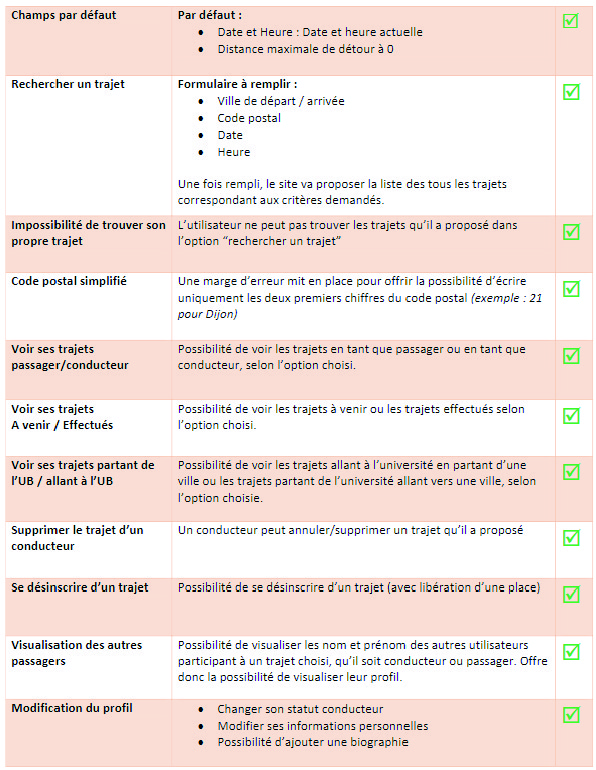 Champs par défaut
Par défaut :
• Date et Heure : Date et heure actuelle
• Distance maximale de détour à 0
Rechercher un trajet
Formulaire à remplir :
• Ville de départ / arrivée
• Code postal
• Date
• Heure
Une fois rempli, le site va proposer la liste des tous les trajets
correspondant aux critères demandés.
Impossibilité de trouver son
propre trajet
L’utilisateur ne peut pas trouver les trajets qu’il a proposé dans
l’option “rechercher un trajet”
Code postal simplifié
Une marge d’erreur mit en place pour offrir la possibilité d’écrire
uniquement les deux premiers chiffres du code postal (exemple : 21
pour Dijon)
Voir ses trajets
passager/conducteur
Possibilité de voir les trajets en tant que passager ou en tant que
conducteur, selon l’option choisi.
Voir ses trajets
A venir / Effectués
Possibilité de voir les trajets à venir ou les trajets effectués selon
l’option choisi.
Voir ses trajets partant de
l’UB / allant à l’UB
Possibilité de voir les trajets allant à l’université en partant d’une
ville ou les trajets partant de l’université allant vers une ville, selon
l’option choisie.
Supprimer le trajet d’un
conducteur
Un conducteur peut annuler/supprimer un trajet qu’il a proposé
Se désinscrire d’un trajet
Possibilité de se désinscrire d’un trajet (avec libération d’une place)
Visualisation des autres
passagers
Possibilité de visualiser les nom et prénom des autres utilisateurs
participant à un trajet choisi, qu’il soit conducteur ou passager. Offre
donc la possibilité de visualiser leur profil.
Modification du profil
• Changer son statut conducteur
• Modifier ses informations personnelles
• Possibilité d’ajouter une biographie